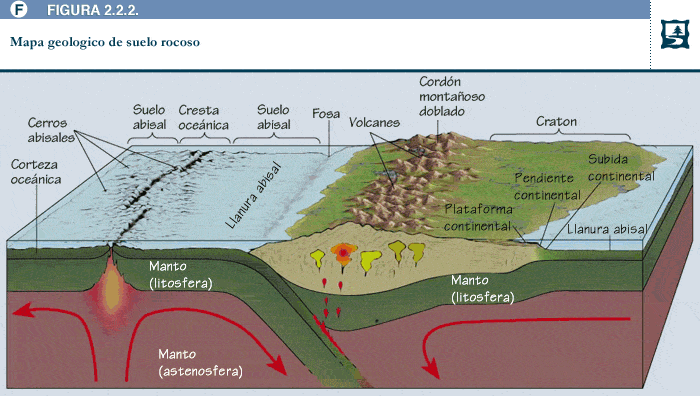 F FIGURA 2.2.2.
Mapa geologico de suelo rocoso
Cordón
montañoso
doblado
Cerros
abisales
Suelo
abisal
Cresta
oceánica
Suelo
abisal
Fosa
Volcanes
Craton
Corteza
oceánica
Llanura abisal
Subida
continental
Pendiente
continental
Plataforma
continental
Llanura abisal
Manto
(litosfera)
Manto
(litosfera)
Manto
(astenosfera)